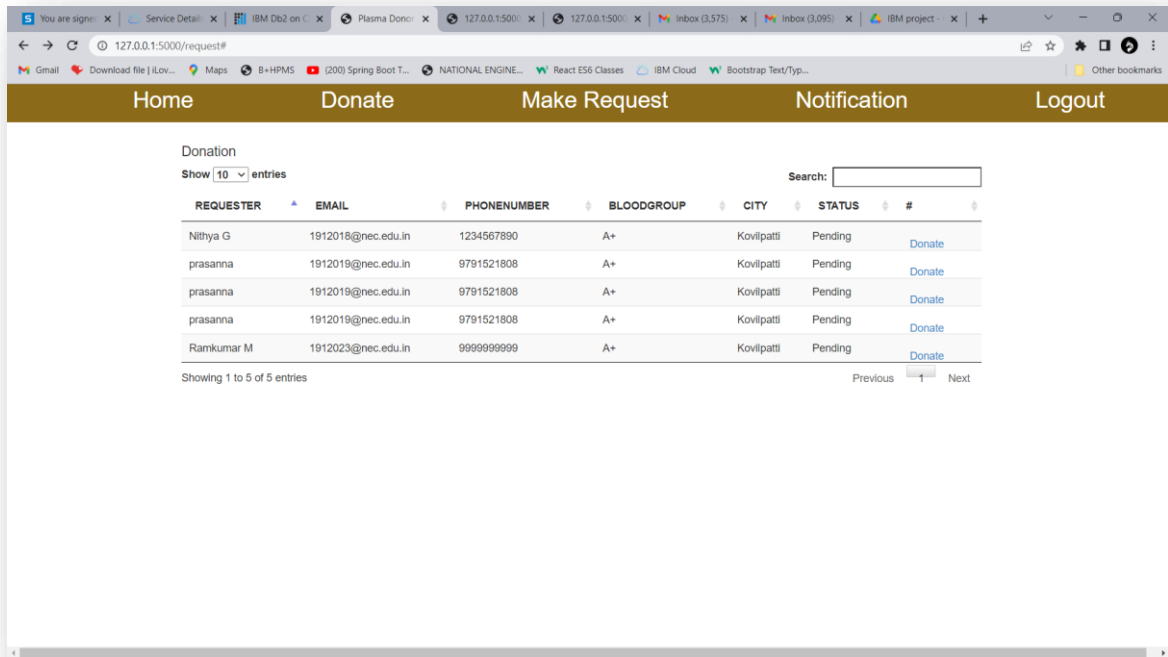 You are signe Service Detail IBM Db2 on C Plasma Donor 127.0.0.1:5000 127.0.0.1:5000 Inbox (3,575) Inbox (3,095) IBM project -
127.0.0.1:5000/request#
Gmail Download file | iLov... Maps B+HPMS (200) Spring Boot T... NATIONAL ENGINE... React ES6 Classes IBM Cloud Bootstrap Text/Typ... Other bookmarks
Home Donate Make Request Notification Logout
Donation
Show 10 entries Search:
REQUESTER EMAIL PHONENUMBER BLOODGROUP CITY STATUS #
Nithya G 1912018@nec.edu.in 1234567890 A+ Kovilpatti Pending Donate
prasanna 1912019@nec.edu.in 9791521808 A+ Kovilpatti Pending Donate
prasanna 1912019@nec.edu.in 9791521808 A+ Kovilpatti Pending Donate
prasanna 1912019@nec.edu.in 9791521808 A+ Kovilpatti Pending Donate
Ramkumar M 1912023@nec.edu.in 9999999999 A+ Kovilpatti Pending Donate
Showing 1 to 5 of 5 entries Previous 1 Next